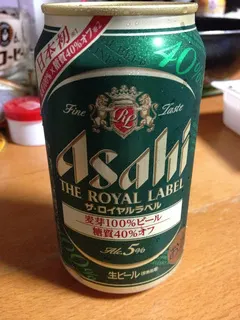 日本初
糖質40%オフ
40
Fine Taste
RL
Asahi
THE ROYAL LABEL
ザ・ロイヤルラベル
麦芽100%ビール
糖質40%オフ
Alc.5%
生ビール